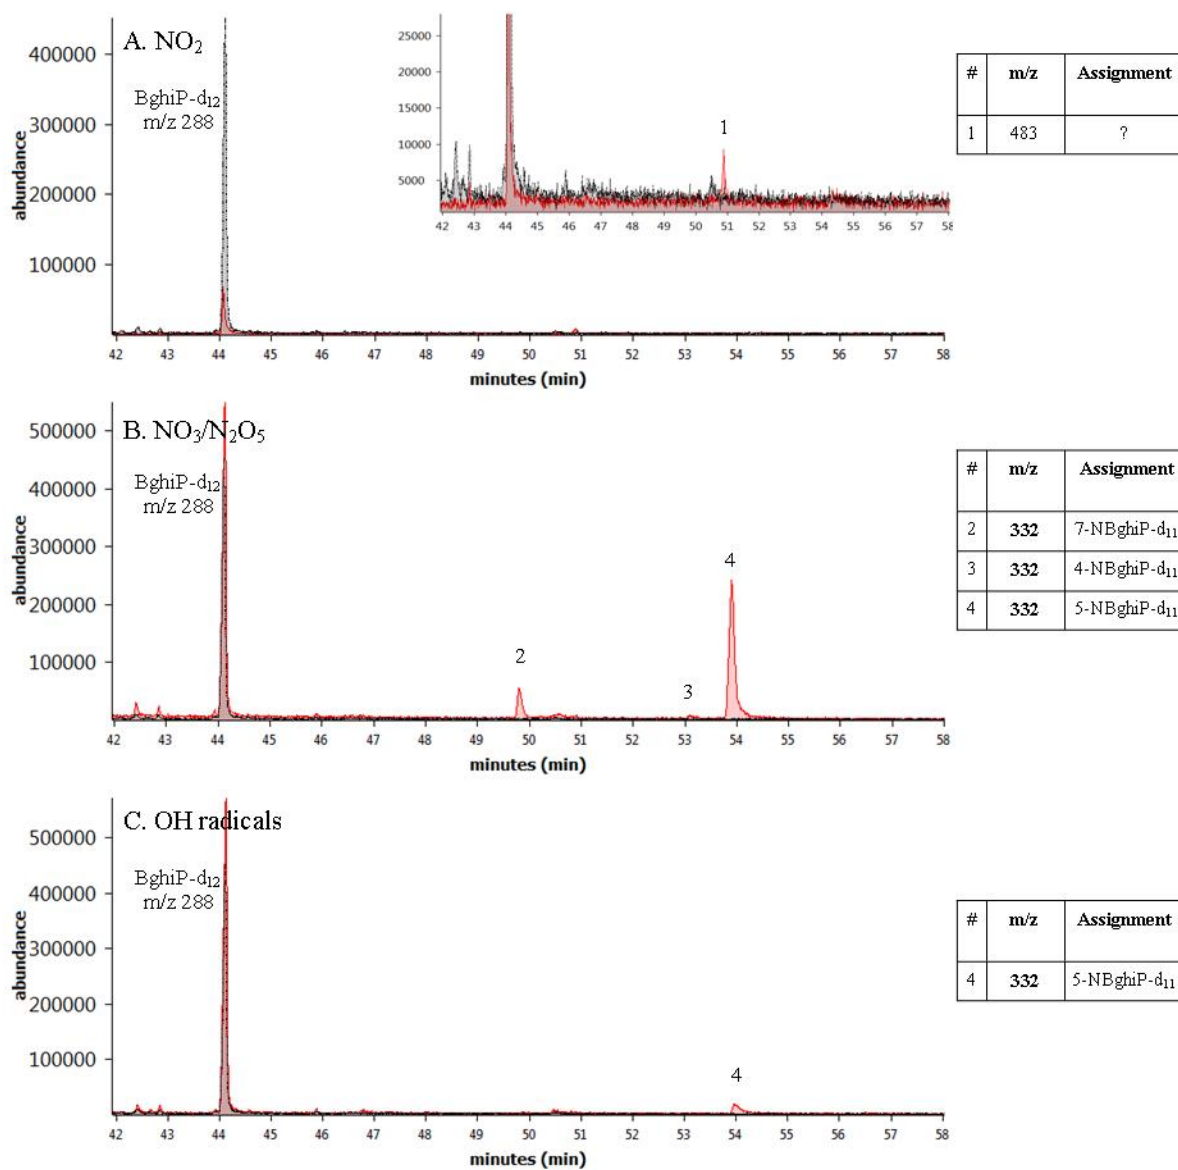 A. NO2
BghiP-d12
m/z 288
400000
300000
200000
100000
abundance
42 43 44 45 46 47 48 49 50 51 52 53 54 55 56 57 58
minutes (min)
25000
20000
15000
10000
5000
1
42 43 44 45 46 47 48 49 50 51 52 53 54 55 56 57 58
# m/z Assignment
1 483 ?
B. NO3/N2O5
BghiP-d12
m/z 288
500000
400000
300000
200000
100000
abundance
2
3
4
42 43 44 45 46 47 48 49 50 51 52 53 54 55 56 57 58
minutes (min)
# m/z Assignment
2 332 7-NBghiP-d11
3 332 4-NBghiP-d11
4 332 5-NBghiP-d11
C. OH radicals
BghiP-d12
m/z 288
500000
400000
300000
200000
100000
abundance
4
42 43 44 45 46 47 48 49 50 51 52 53 54 55 56 57 58
minutes (min)
# m/z Assignment
4 332 5-NBghiP-d11